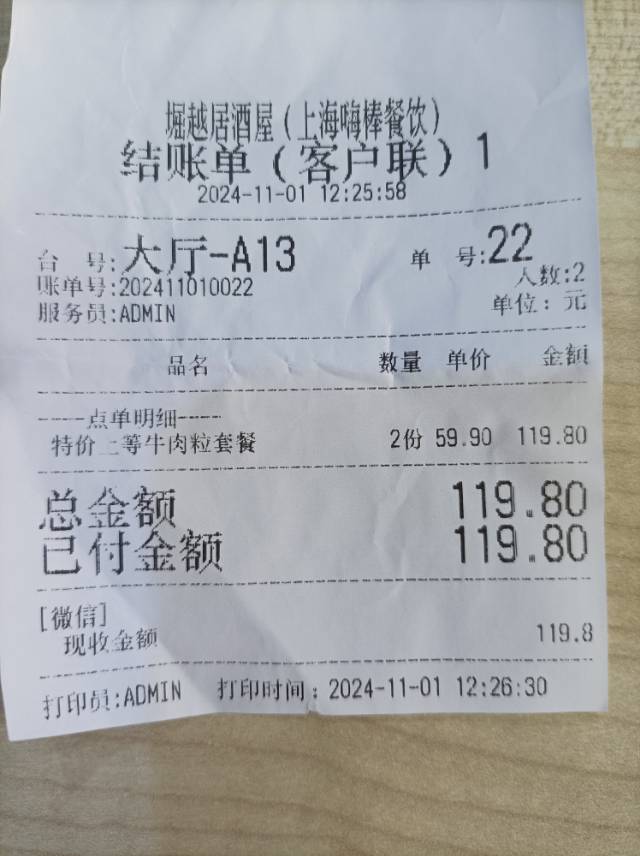 堀越居酒屋(上海嗨棒餐饮)
结账单(客户联)1
2024-11-01 12:25:58
台 号:大厅-A13 单 号:22
账单号:202411010022 人数:2
服务员:ADMIN 单位:元
品名 数量 单价 金额
-----点单明细-----
特价上等牛肉粒套餐 2份 59.90 119.80
总金额 119.80
已付金额 119.80
[微信]
现收金额 119.8
打印员:ADMIN 打印时间:2024-11-01 12:26:30